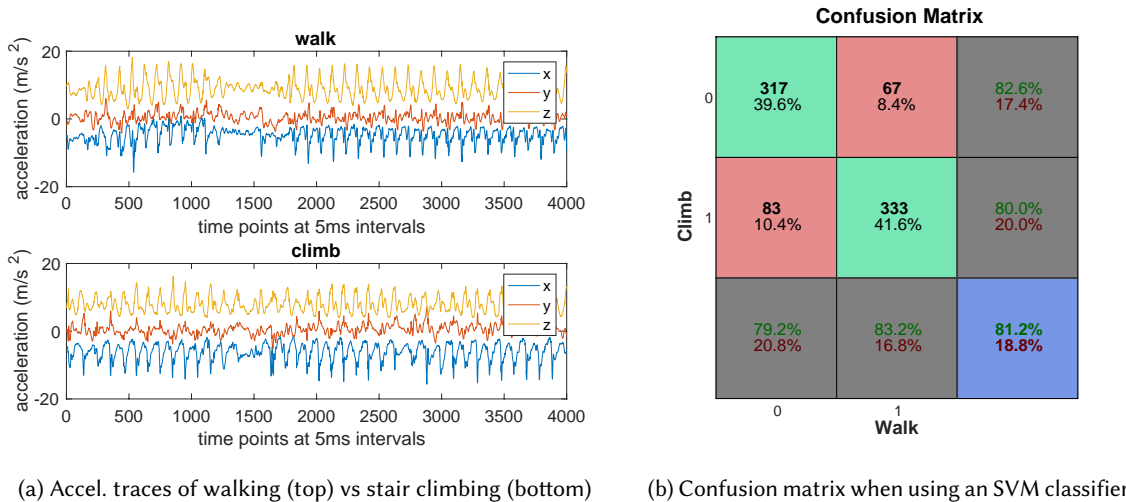 walk
20
0
-20
acceleration (m/s 2)
x
y
z
0 500 1000 1500 2000 2500 3000 3500 4000
time points at 5ms intervals
climb
20
0
-20
acceleration (m/s 2)
x
y
z
0 500 1000 1500 2000 2500 3000 3500 4000
time points at 5ms intervals
(a) Accel. traces of walking (top) vs stair climbing (bottom)
Confusion Matrix
0
317 67 82.6%
39.6% 8.4% 17.4%
Climb
1
83 333 80.0%
10.4% 41.6% 20.0%
79.2% 83.2% 81.2%
20.8% 16.8% 18.8%
0 1
Walk
(b) Confusion matrix when using an SVM classifier